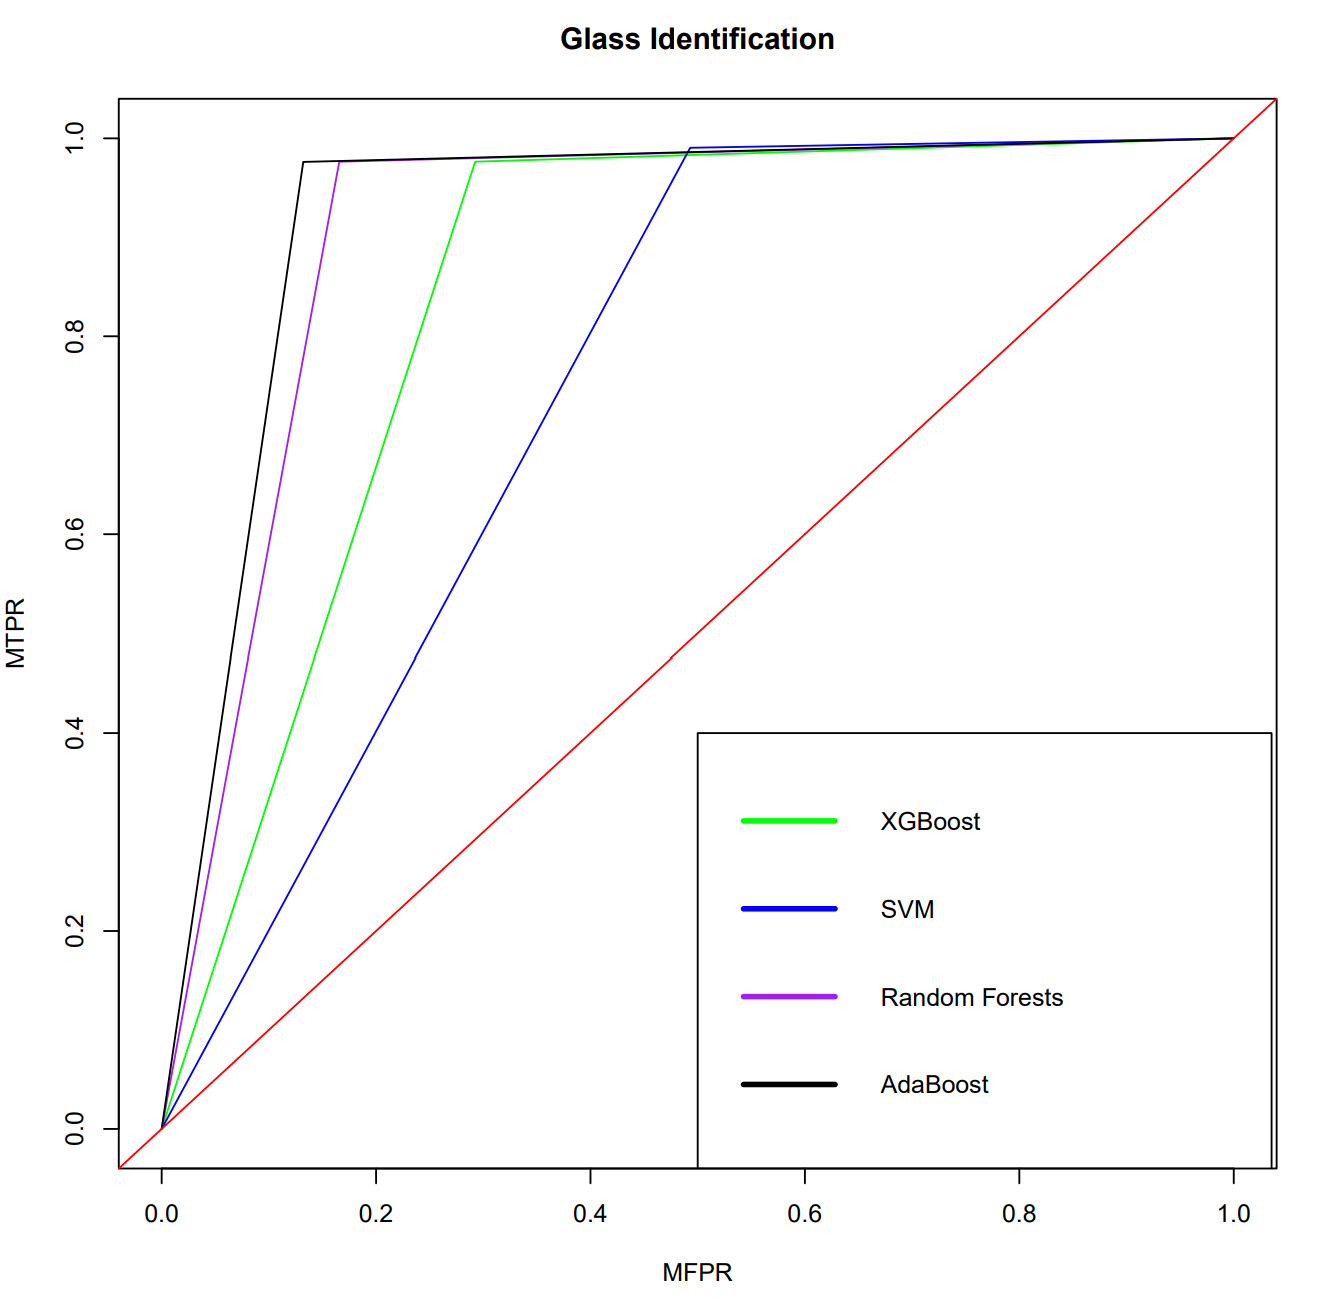 Glass Identification
MTPR
1.0
0.8
0.6
0.4
0.2
0.0
XGBoost
SVM
Random Forests
AdaBoost
0.0 0.2 0.4 0.6 0.8 1.0
MFPR